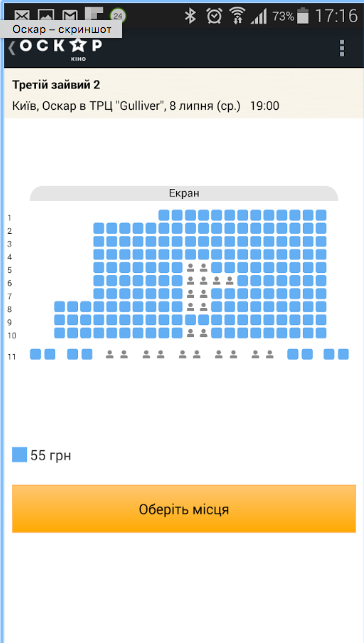 24 73% 17:16
Оскар – скриншот
ОСКАР
КІНО
Третій зайвий 2
Київ, Оскар в ТРЦ "Gulliver", 8 липня (ср.) 19:00
Екран
1
2
3
4
5
6
7
8
9
10
11
55 грн
Оберіть місця